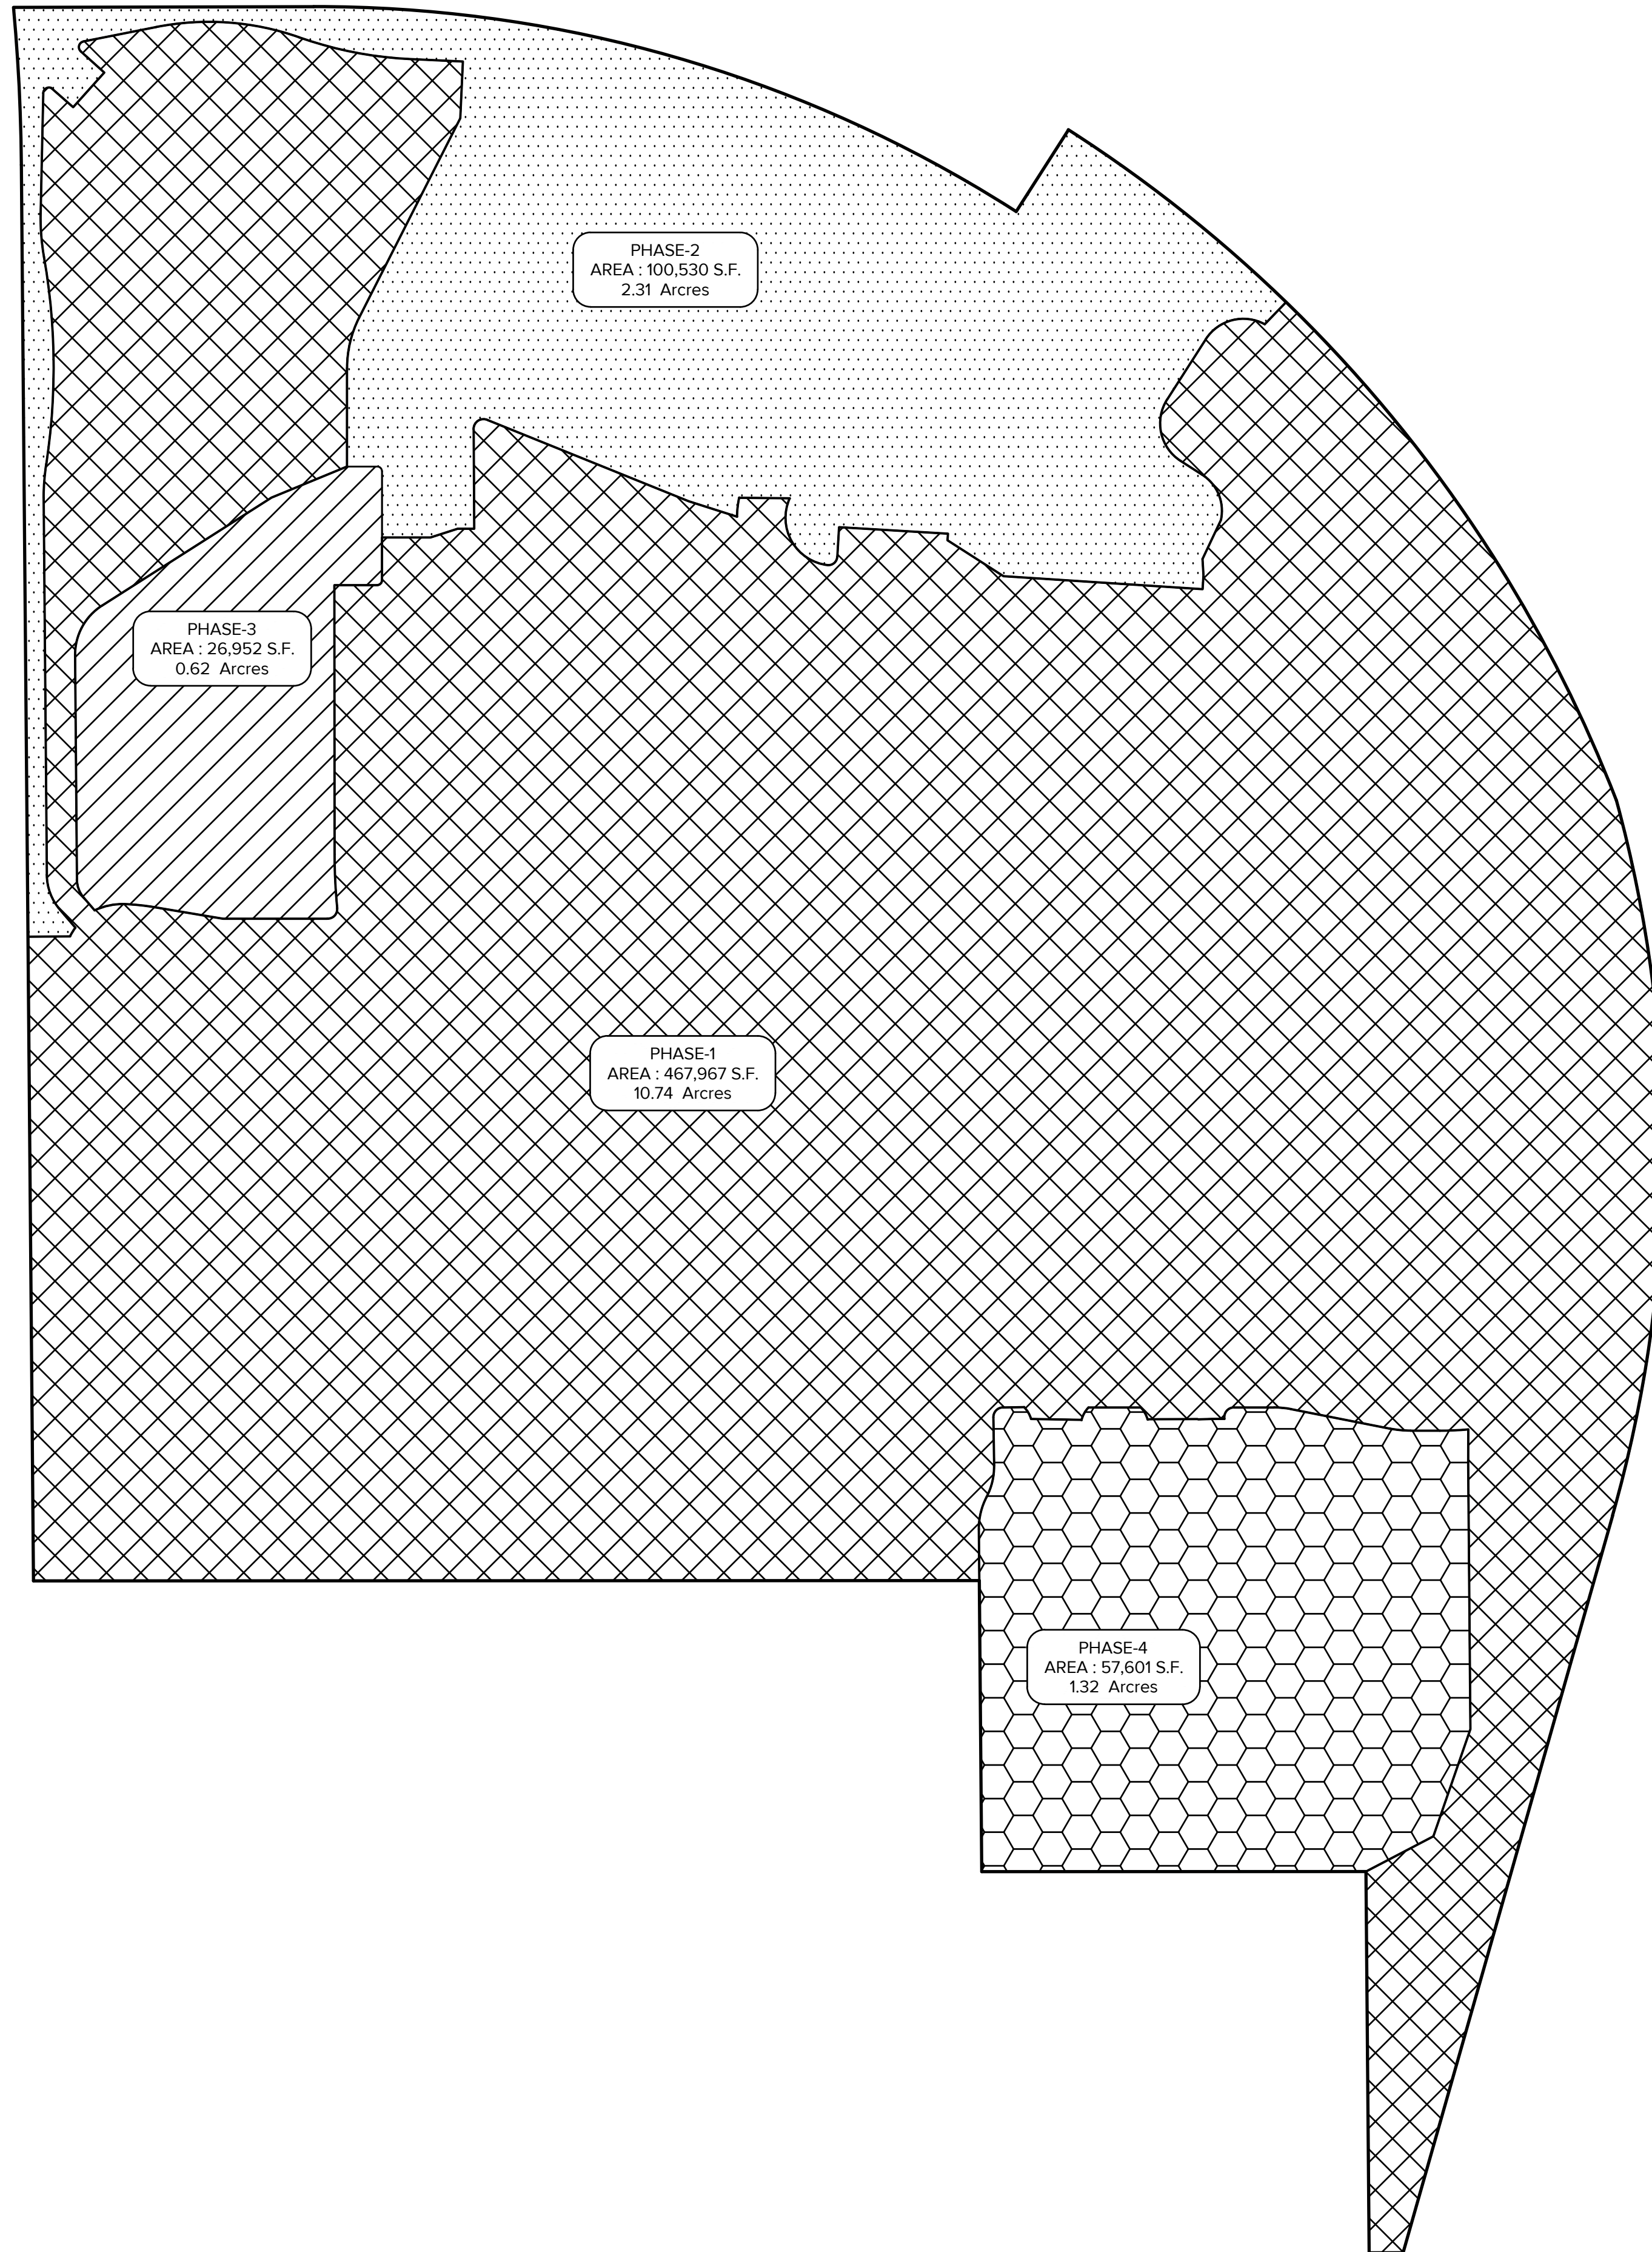 PHASE-2
AREA : 100,530 S.F.
2.31 Arcres
PHASE-3
AREA : 26,952 S.F.
0.62 Arcres
PHASE-1
AREA : 467,967 S.F.
10.74 Arcres
PHASE-4
AREA : 57,601 S.F.
1.32 Arcres